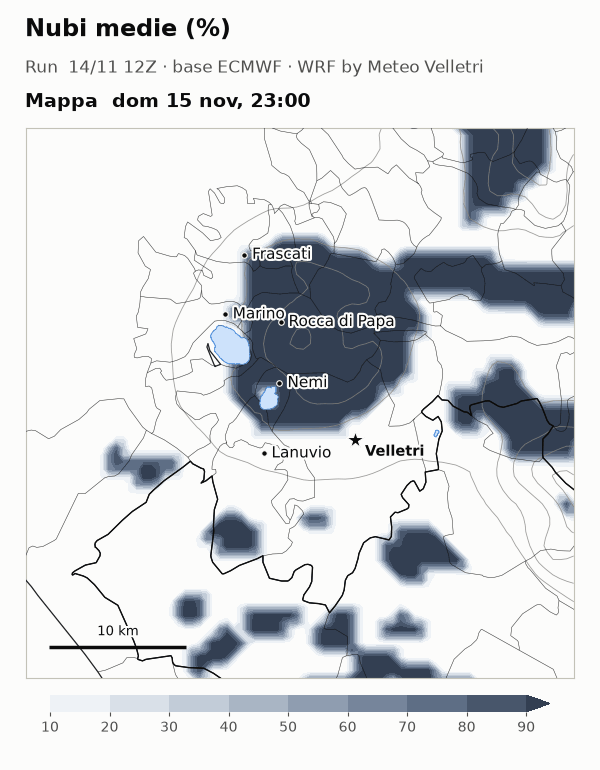 Nubi medie (%)
Run  14/11 12Z · base ECMWF · WRF by Meteo Velletri
Mappa  dom 15 nov, 23:00
Frascati
Marino
Rocca di Papa
Nemi
Velletri
Lanuvio
10 km
10 20 30 40 50 60 70 80 90